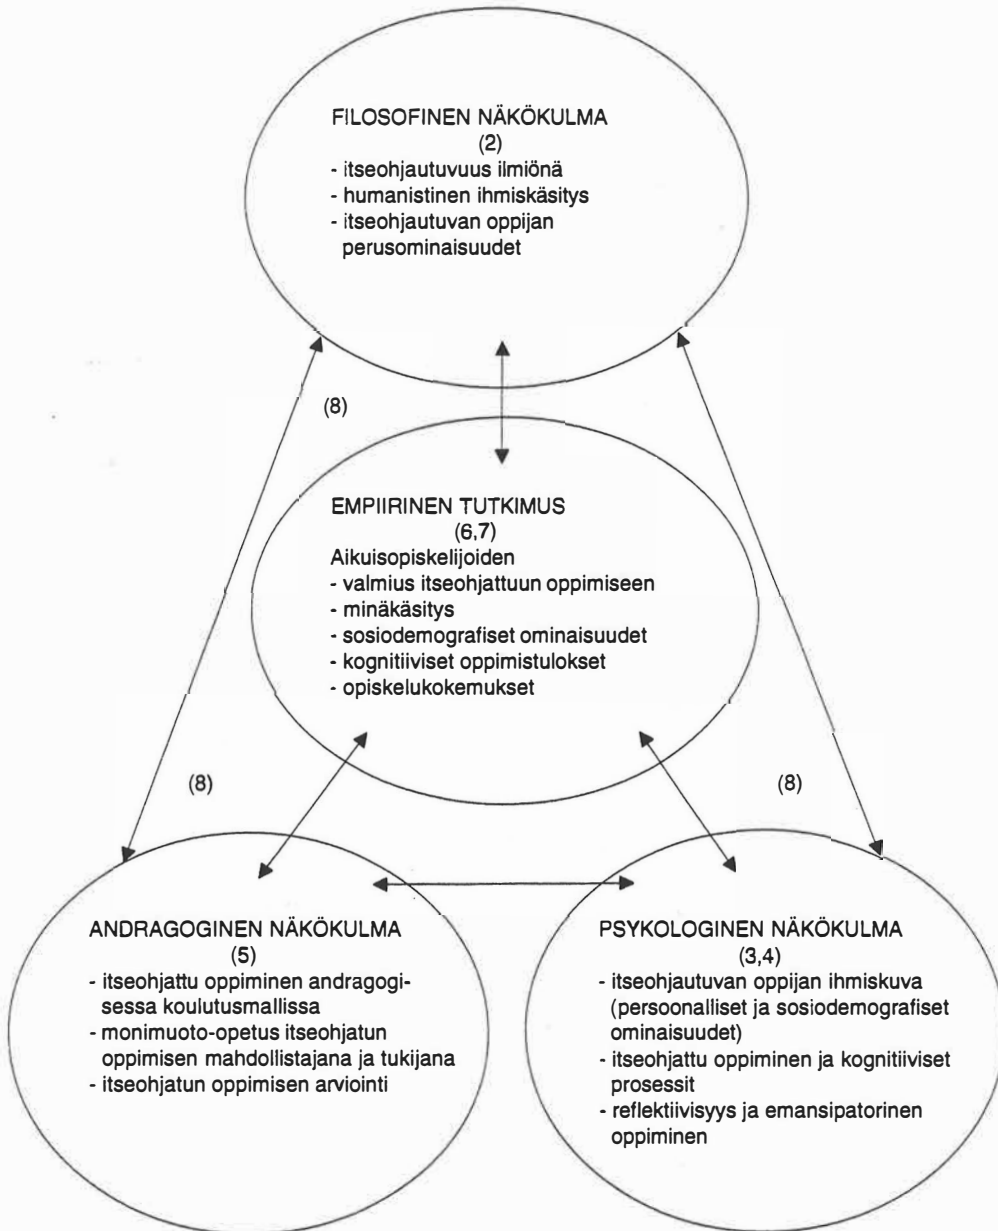 FILOSOFINEN NÄKÖKULMA
(2)
- itseohjautuvuus ilmiönä
- humanistinen ihmiskäsitys
- itseohjautuvan oppijan
perusominaisuudet
(8)
EMPIIRINEN TUTKIMUS
(6,7)
Aikuisopiskelijoiden
- valmius itseohjattuun oppimiseen
- minäkäsitys
- sosiodemografiset ominaisuudet
- kognitiiviset oppimistulokset
- opiskelukokemukset
(8)
(8)
ANDRAGOGINEN NÄKÖKULMA
(5)
- itseohjattu oppiminen andragogi-
sessa koulutusmallissa
- monimuoto-opetus itseohjatun
oppimisen mahdollistajana ja tukijana
- itseohjatun oppimisen arviointi
PSYKOLOGINEN NÄKÖKULMA
(3,4)
- itseohjautuvan oppijan ihmiskuva
(persoonalliset ja sosiodemografiset
ominaisuudet)
- itseohjattu oppiminen ja kognitiiviset
prosessit
- reflektiivisyys ja emansipatorinen
oppiminen